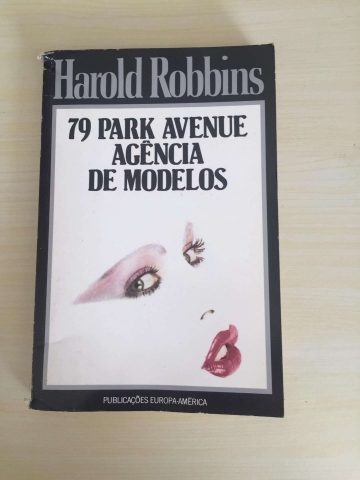 Harold Robbins
79 PARK AVENUE
AGÊNCIA
DE MODELOS
PUBLICAÇÕES EUROPA-AMÉRICA